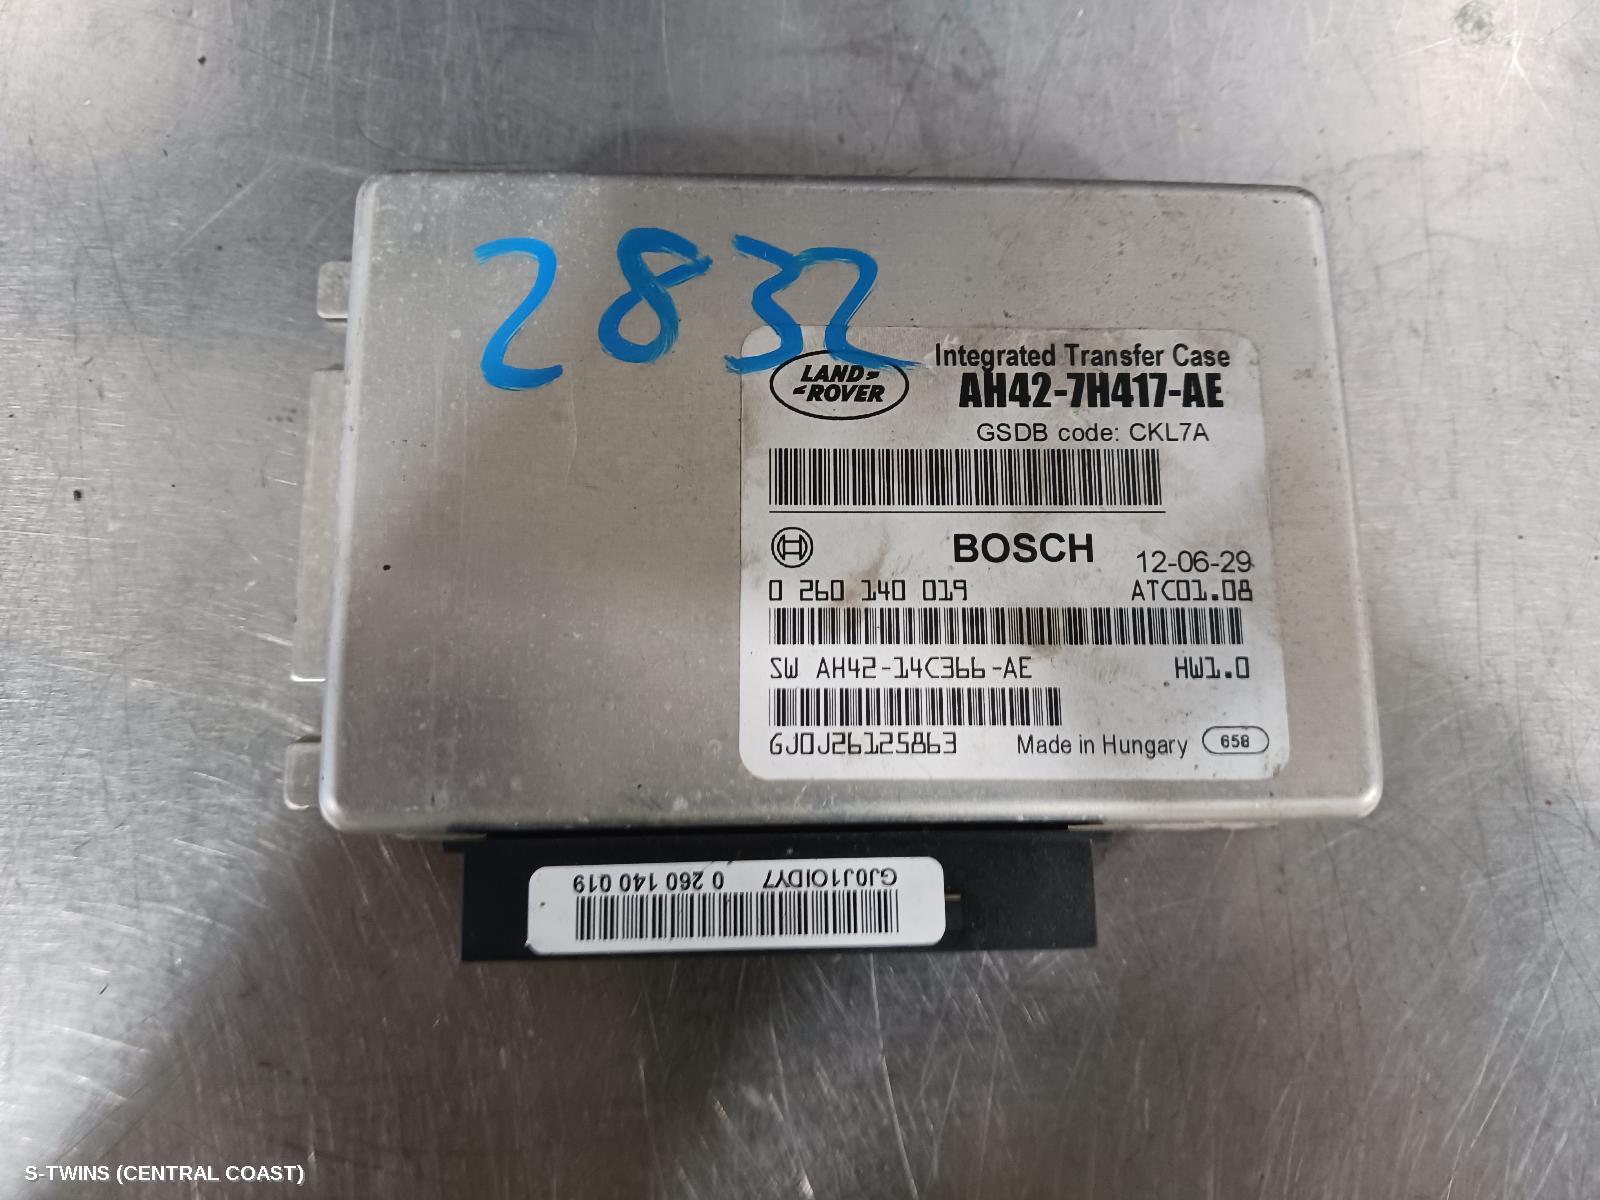 2832
LAND
ROVER
Integrated Transfer Case
AH42-7H417-AE
GSDB code: CKL7A
BOSCH
12-06-29
0 260 140 019
ATC01.08
SW AH42-14C366-AE
HW1.0
GJ0J26125863
Made in Hungary
658
GJ0J1OIDY7 0 260 140 019
S-TWINS (CENTRAL COAST)